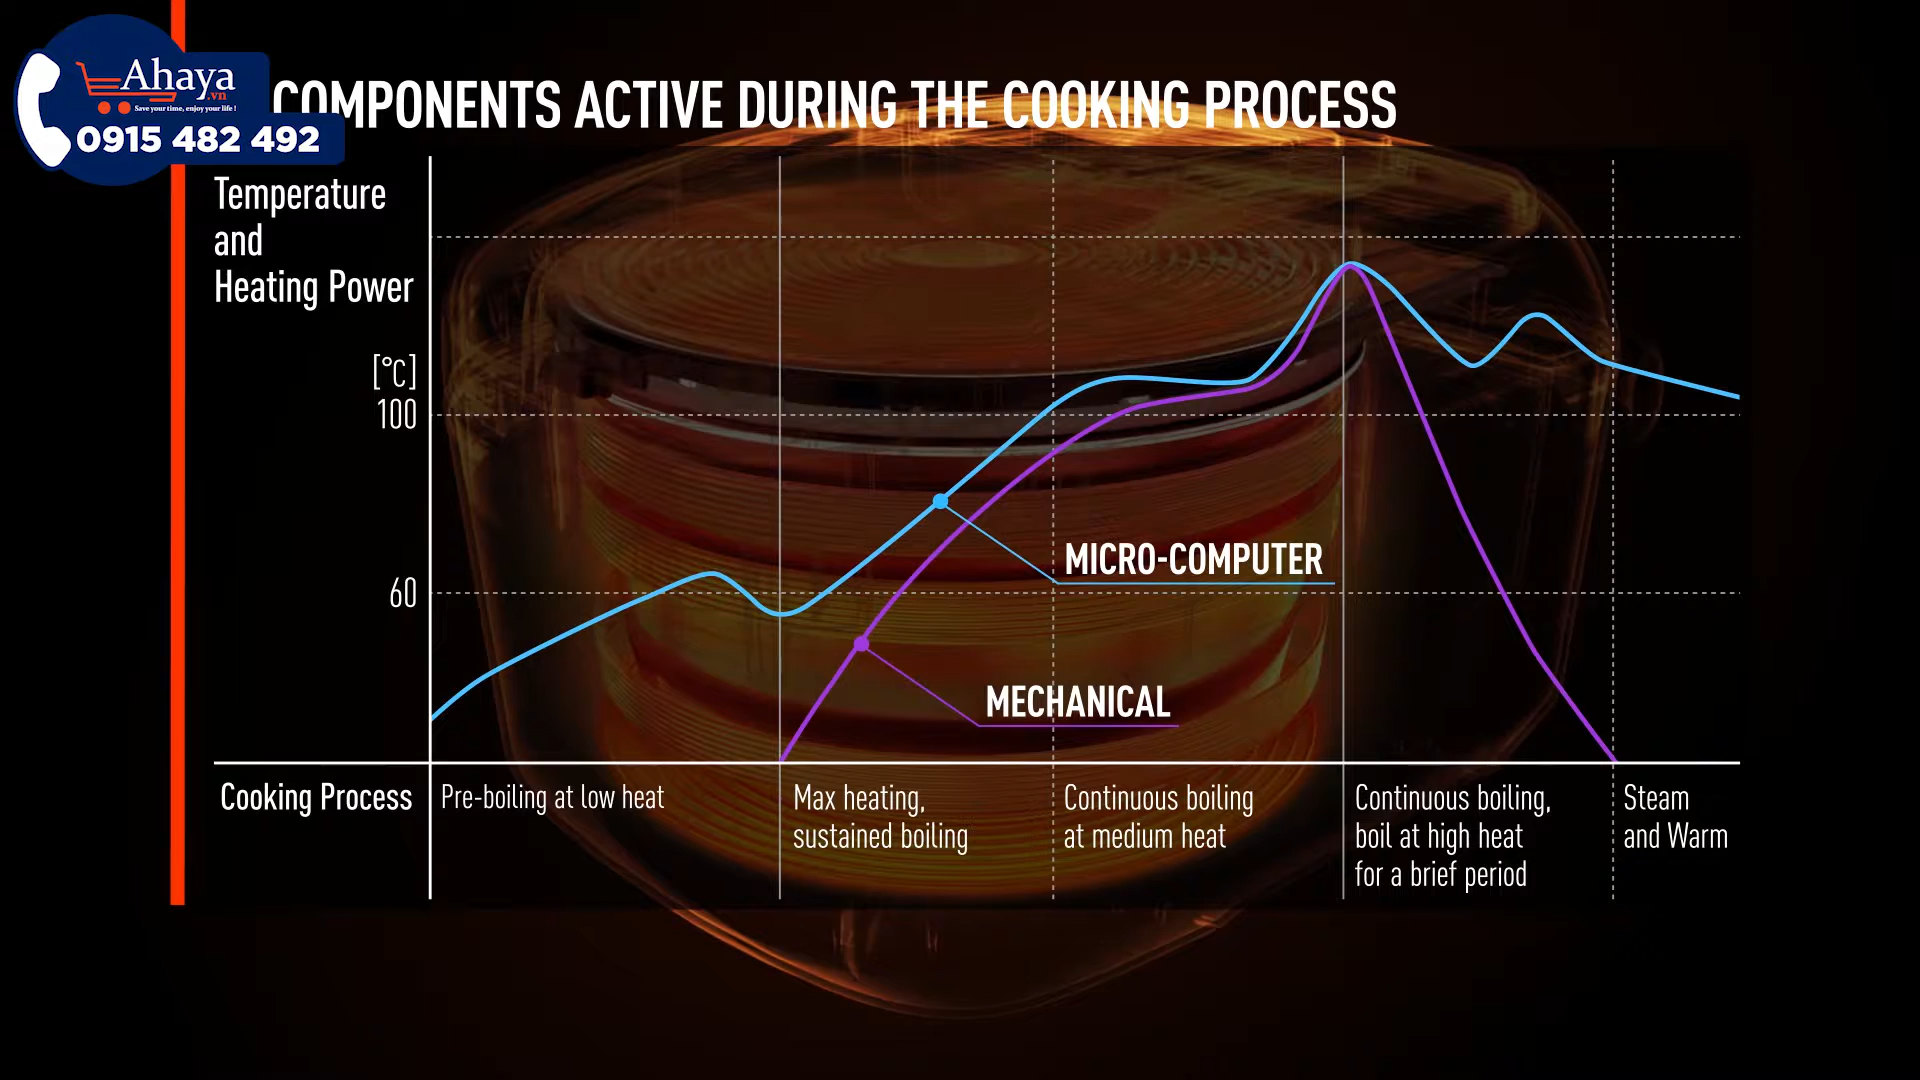 Ahaya
.vn
Save your time, enjoy your life !
0915 482 492
COMPONENTS ACTIVE DURING THE COOKING PROCESS
Temperature
and
Heating Power
[°C]
100
60
MICRO-COMPUTER
MECHANICAL
Cooking Process
Pre-boiling at low heat
Max heating,
sustained boiling
Continuous boiling
at medium heat
Continuous boiling,
boil at high heat
for a brief period
Steam
and Warm